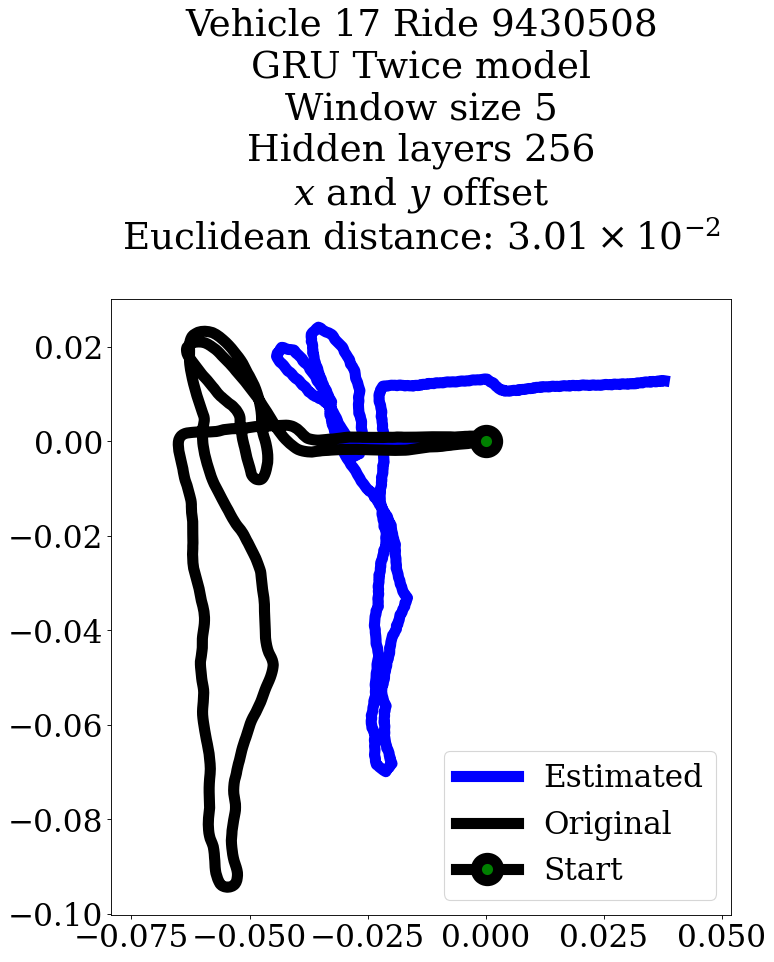 Vehicle 17 Ride 9430508
GRU Twice model
Window size 5
Hidden layers 256
x and y offset
Euclidean distance: 3.01 × 10⁻²
0.02
0.00
−0.02
−0.04
−0.06
−0.08
−0.10
Estimated
Original
Start
−0.075 −0.050 −0.025 0.000 0.025 0.050